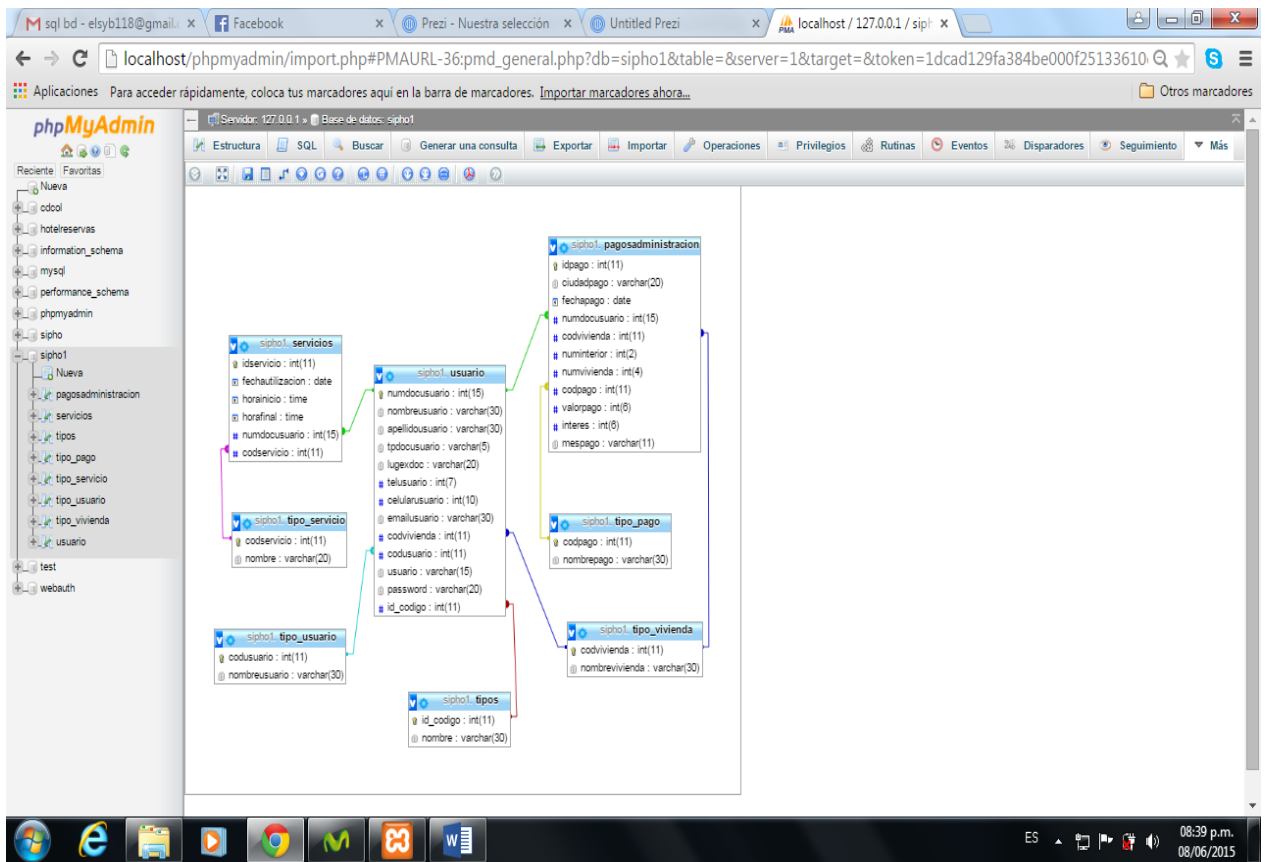 sql bd - elsyb118@gmail.
Facebook
Prezi - Nuestra selección
Untitled Prezi
localhost / 127.0.0.1 / siph
localhost/phpmyadmin/import.php#PMAURL-36:pmd_general.php?db=sipho1&table=&server=1&target=&token=1dcad129fa384be000f25133610
Aplicaciones Para acceder rápidamente, coloca tus marcadores aquí en la barra de marcadores. Importar marcadores ahora...
Otros marcadores
phpMyAdmin
Reciente Favoritas
Nueva
cdcol
hotelreservas
information_schema
mysql
performance_schema
phpmyadmin
sipho
sipho1
Nueva
pagosadministracion
servicios
tipos
tipo_pago
tipo_servicio
tipo_usuario
tipo_vivienda
usuario
test
webauth
Servidor: 127.0.0.1 » Base de datos: sipho1
Estructura SQL Buscar Generar una consulta Exportar Importar Operaciones Privilegios Rutinas Eventos Disparadores Seguimiento Más
sipho1. pagosadministracion
idpago : int(11)
ciudadpago : varchar(20)
fechapago : date
numdocusuario : int(15)
codvivienda : int(11)
numinterior : int(2)
numvivienda : int(4)
codpago : int(11)
valorpago : int(6)
interes : int(6)
mespago : varchar(11)
sipho1. servicios
idservicio : int(11)
fechautilizacion : date
horainicio : time
horafinal : time
numdocusuario : int(15)
codservicio : int(11)
sipho1. usuario
numdocusuario : int(15)
nombreusuario : varchar(30)
apellidousuario : varchar(30)
tpdocusuario : varchar(5)
lugexdoc : varchar(20)
telusuario : int(7)
celularusuario : int(10)
emailusuario : varchar(30)
codvivienda : int(11)
codusuario : int(11)
usuario : varchar(15)
password : varchar(20)
id_codigo : int(11)
sipho1. tipo_servicio
codservicio : int(11)
nombre : varchar(20)
sipho1. tipo_pago
codpago : int(11)
nombrepago : varchar(30)
sipho1. tipo_usuario
codusuario : int(11)
nombreusuario : varchar(30)
sipho1. tipo_vivienda
codvivienda : int(11)
nombrevivienda : varchar(30)
sipho1. tipos
id_codigo : int(11)
nombre : varchar(30)
ES
08:39 p.m.
08/06/2015